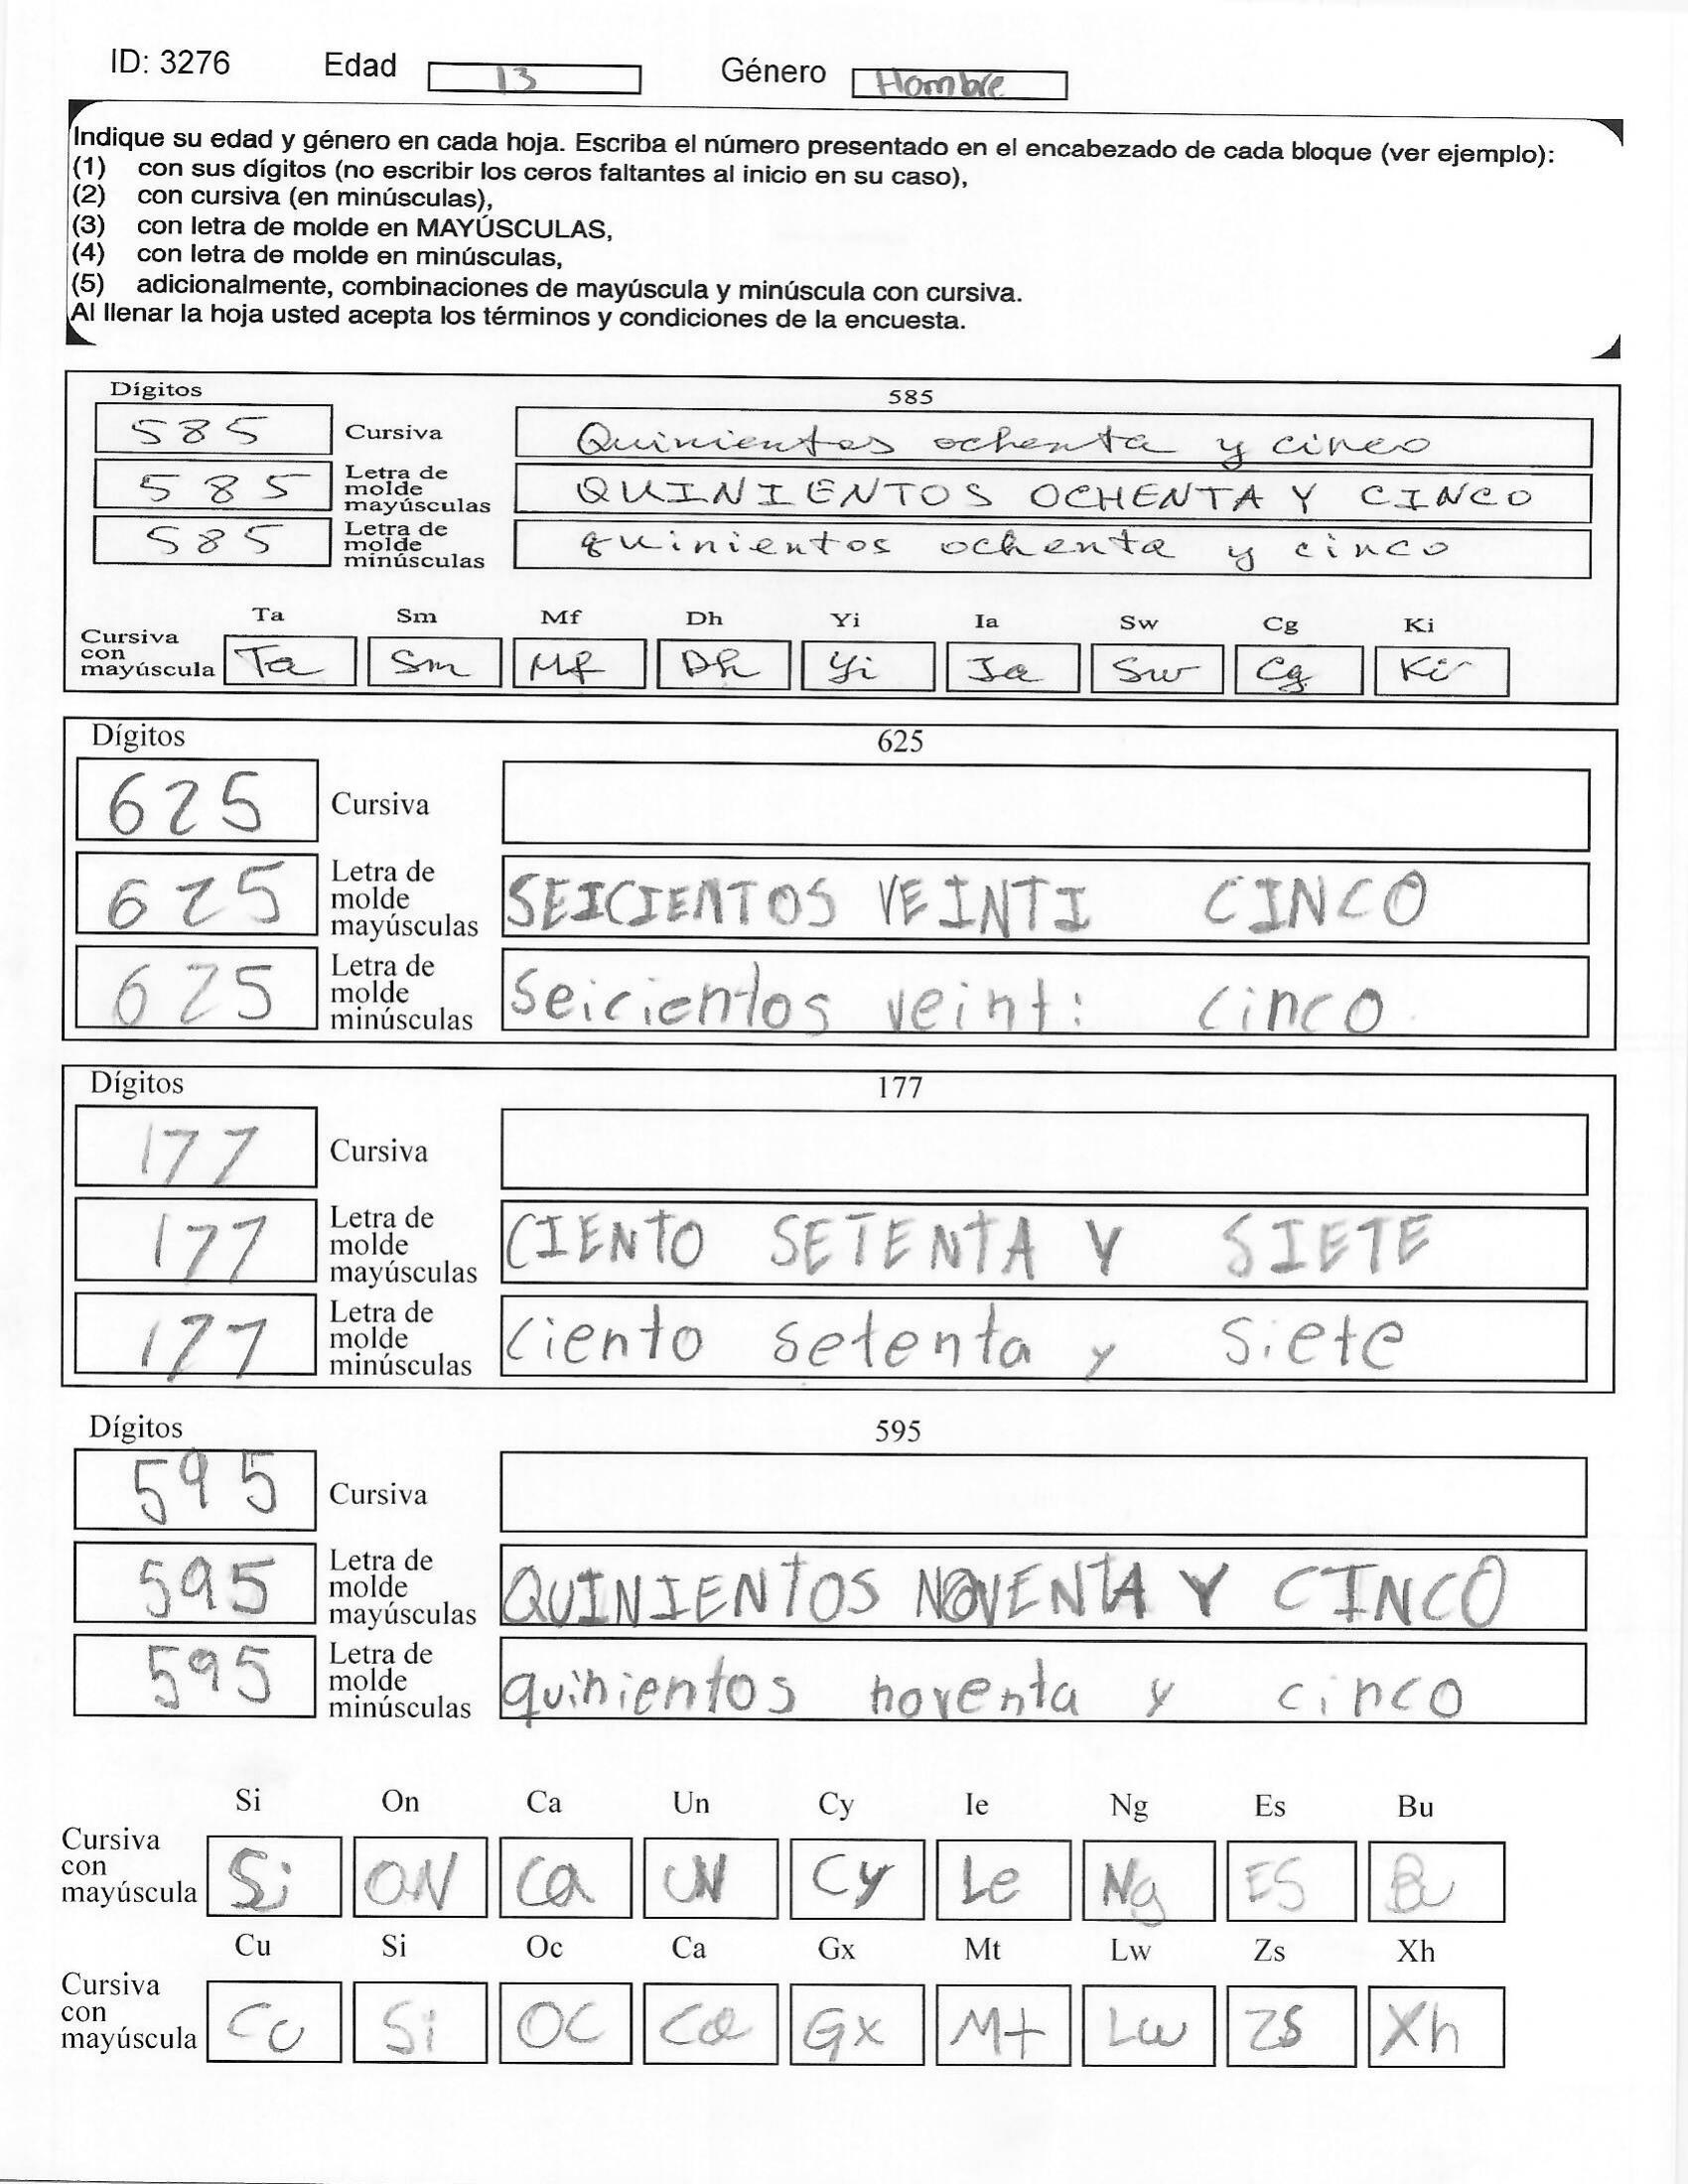 ID: 3276 Edad 13 Género Hombre
Indique su edad y género en cada hoja. Escriba el número presentado en el encabezado de cada bloque (ver ejemplo):
(1) con sus dígitos (no escribir los ceros faltantes al inicio en su caso),
(2) con cursiva (en minúsculas),
(3) con letra de molde en MAYÚSCULAS,
(4) con letra de molde en minúsculas,
(5) adicionalmente, combinaciones de mayúscula y minúscula con cursiva.
Al llenar la hoja usted acepta los términos y condiciones de la encuesta.
Dígitos 585
585 Cursiva Quinientos ochenta y cinco
585 Letra de molde mayúsculas QUINIENTOS OCHENTA Y CINCO
585 Letra de molde minúsculas quinientos ochenta y cinco
Ta Sm Mf Dh Yi Ia Sw Cg Ki
Cursiva con mayúscula Ta Sm Mf Dh Yi Ia Sw Cg Ki
Dígitos 625
625 Cursiva
625 Letra de molde mayúsculas SEICIENTOS VEINTI CINCO
625 Letra de molde minúsculas Seicientos veinti cinco
Dígitos 177
177 Cursiva
177 Letra de molde mayúsculas CIENTO SETENTA Y SIETE
177 Letra de molde minúsculas ciento setenta y siete
Dígitos 595
595 Cursiva
595 Letra de molde mayúsculas QUINIENTOS NOVENTA Y CINCO
595 Letra de molde minúsculas quinientos noventa y cinco
Si On Ca Un Cy Ie Ng Es Bu
Cursiva con mayúscula Si ON Ca UN Cy Le Ng ES Bu
Cu Si Oc Ca Gx Mt Lw Zs Xh
Cursiva con mayúscula Cu Si OC Ca Gx Mt Lw Zs Xh